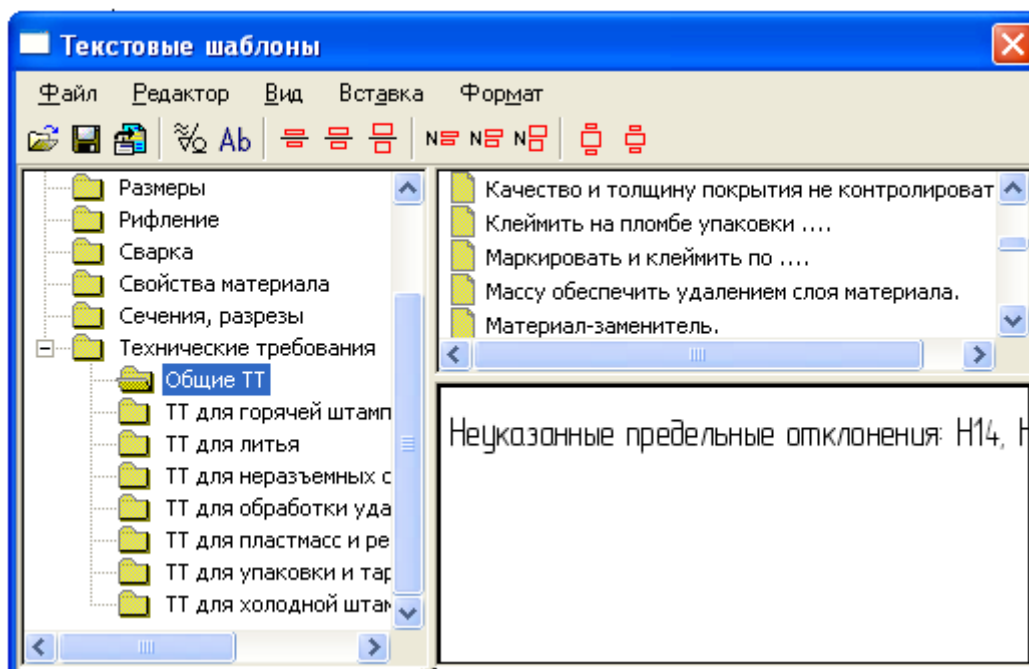 Текстовые шаблоны
Файл Редактор Вид Вставка Формат
Ab N N N
Размеры
Рифление
Сварка
Свойства материала
Сечения, разрезы
Технические требования
Общие ТТ
ТТ для горячей штамп
ТТ для литья
ТТ для неразъемных с
ТТ для обработки уда
ТТ для пластмасс и ре
ТТ для упаковки и тар
ТТ для холодной штам
Качество и толщину покрытия не контролироват
Клеймить на пломбе упаковки ....
Маркировать и клеймить по ....
Массу обеспечить удалением слоя материала.
Материал-заменитель.
Неуказанные предельные отклонения: Н14, Н